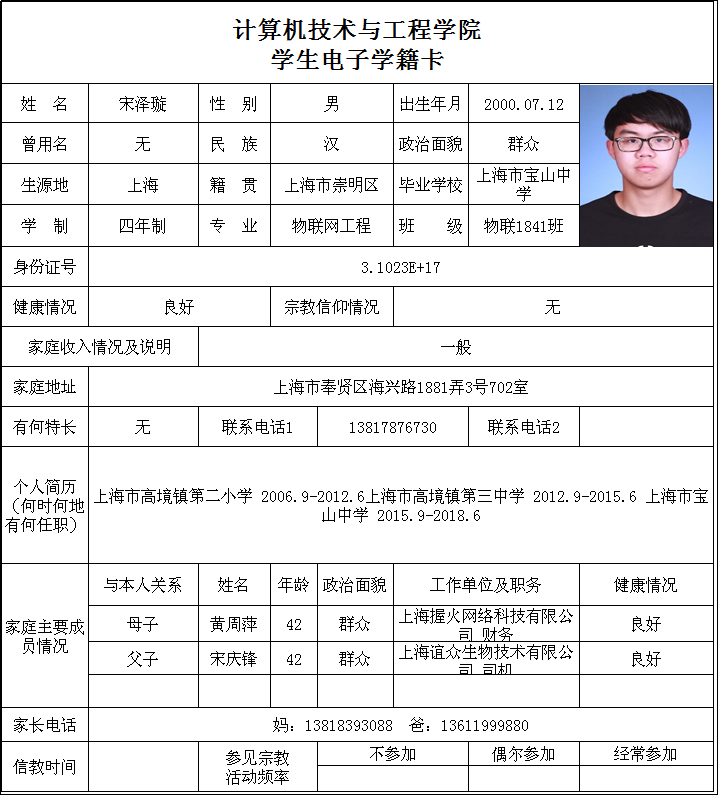 计算机技术与工程学院
学生电子学籍卡
姓 名 宋泽璇 性 别 男 出生年月 2000.07.12
曾用名 无 民 族 汉 政治面貌 群众
生源地 上海 籍 贯 上海市崇明区 毕业学校 上海市宝山中
学
学 制 四年制 专 业 物联网工程 班 级 物联1841班
身份证号 3.1023E+17
健康情况 良好 宗教信仰情况 无
家庭收入情况及说明 一般
家庭地址 上海市奉贤区海兴路1881弄3号702室
有何特长 无 联系电话1 13817876730 联系电话2
个人简历
(何时何地
有何任职)
上海市高境镇第二小学 2006.9-2012.6上海市高境镇第三中学 2012.9-2015.6 上海市宝
山中学 2015.9-2018.6
家庭主要成
员情况
与本人关系 姓名 年龄 政治面貌 工作单位及职务 健康情况
母子 黄周萍 42 群众 上海握火网络科技有限公
司 财务 良好
父子 宋庆锋 42 群众 上海谊众生物技术有限公
司 司机 良好
家长电话 妈：13818393088 爸：13611999880
信教时间 参见宗教
活动频率 不参加 偶尔参加 经常参加